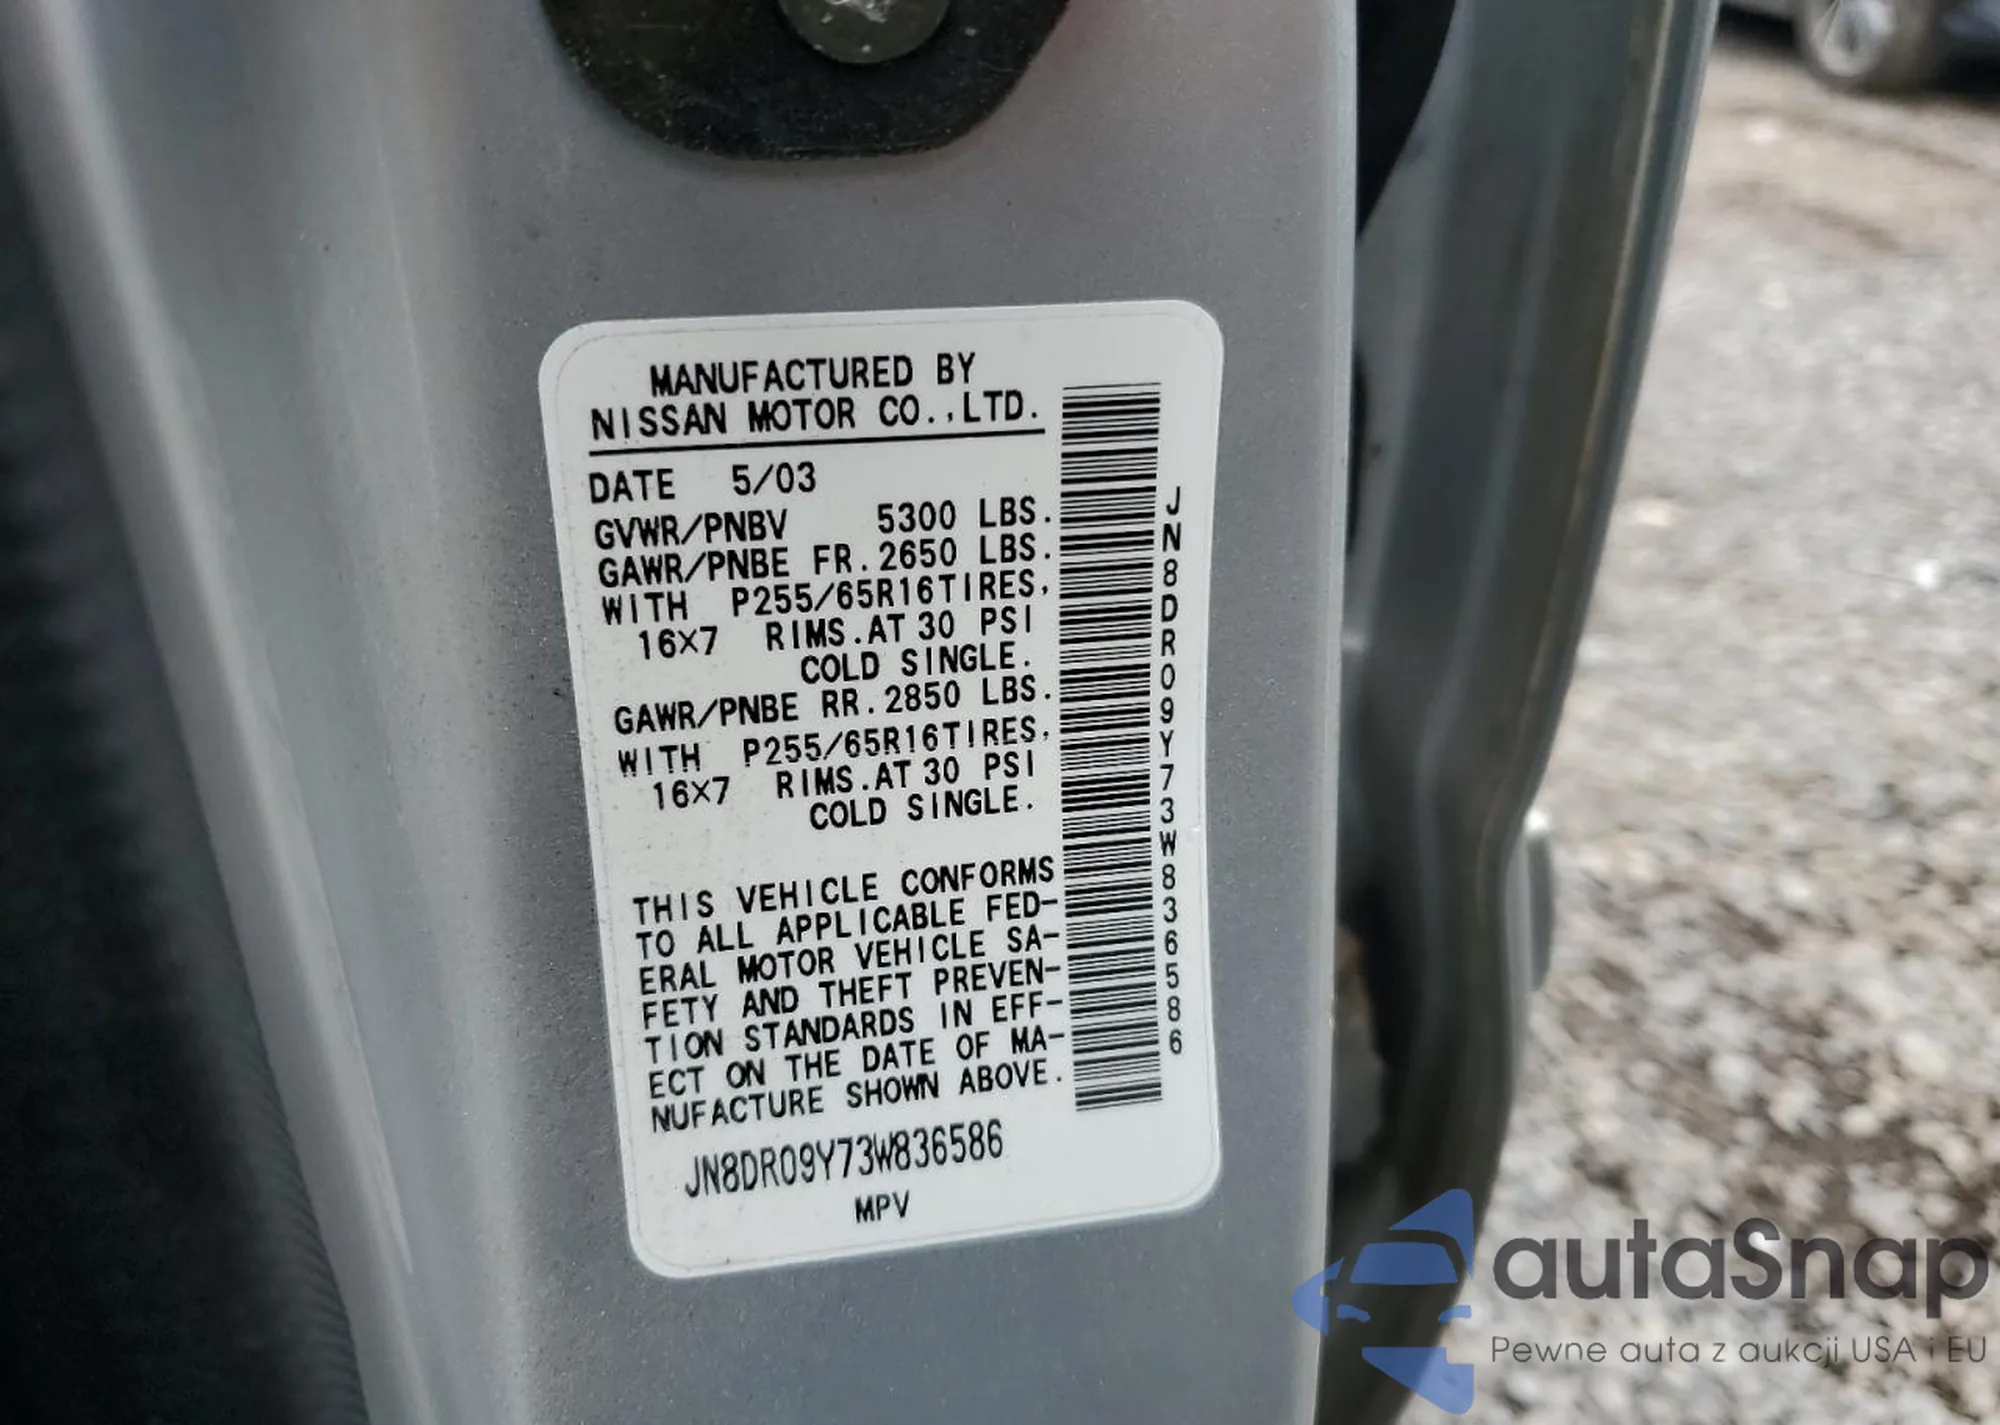 MANUFACTURED BY
NISSAN MOTOR CO.,LTD.
DATE 5/03
GVWR/PNBV 5300 LBS.
GAWR/PNBE FR.2650 LBS.
WITH P255/65R16TIRES,
16X7 RIMS.AT 30 PSI
COLD SINGLE.
GAWR/PNBE RR.2850 LBS.
WITH P255/65R16TIRES,
16X7 RIMS.AT 30 PSI
COLD SINGLE.
THIS VEHICLE CONFORMS
TO ALL APPLICABLE FED-
ERAL MOTOR VEHICLE SA-
FETY AND THEFT PREVEN-
TION STANDARDS IN EFF-
ECT ON THE DATE OF MA-
NUFACTURE SHOWN ABOVE.
JN8DR09Y73W836586
MPV
JN8DR09Y73W836586
autaSnap
Pewne auta z aukcji USA i EU